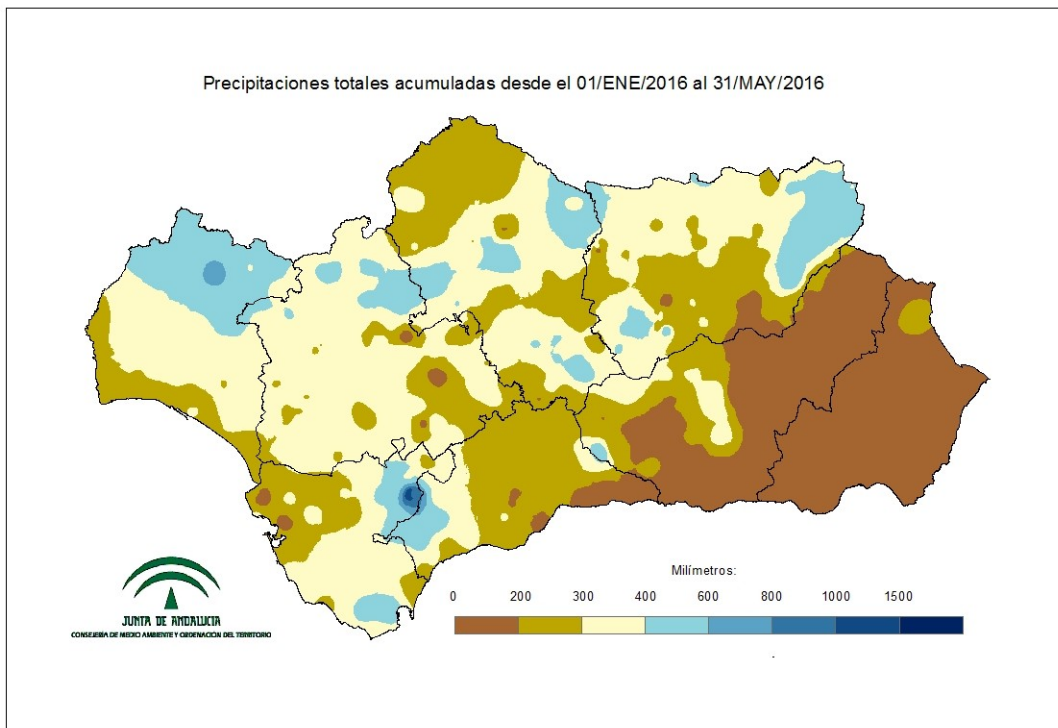 Precipitaciones totales acumuladas desde el 01/ENE/2016 al 31/MAY/2016
Milímetros:
0 200 300 400 600 800 1000 1500
JUNTA DE ANDALUCIA
CONSEJERÍA DE MEDIO AMBIENTE Y ORDENACIÓN DEL TERRITORIO